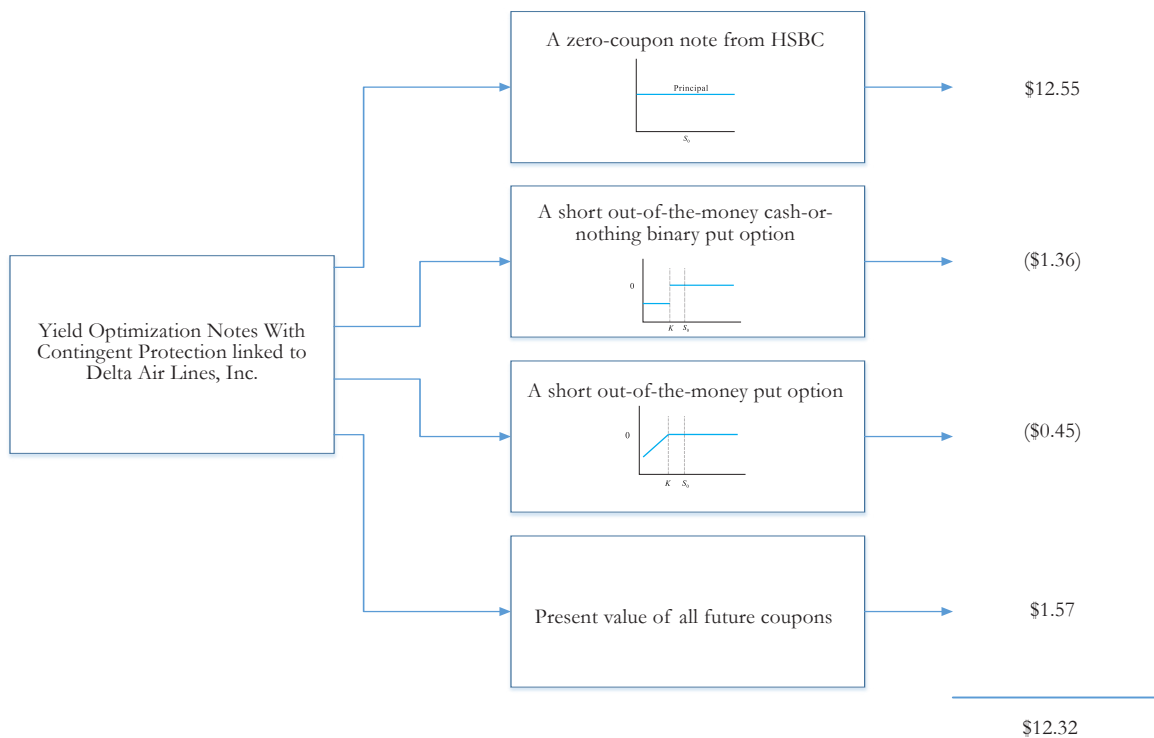 A zero-coupon note from HSBC
Principal
S0
$12.55
A short out-of-the-money cash-or-
nothing binary put option
0
K S0
($1.36)
Yield Optimization Notes With
Contingent Protection linked to
Delta Air Lines, Inc.
A short out-of-the-money put option
0
K S0
($0.45)
Present value of all future coupons
$1.57
$12.32